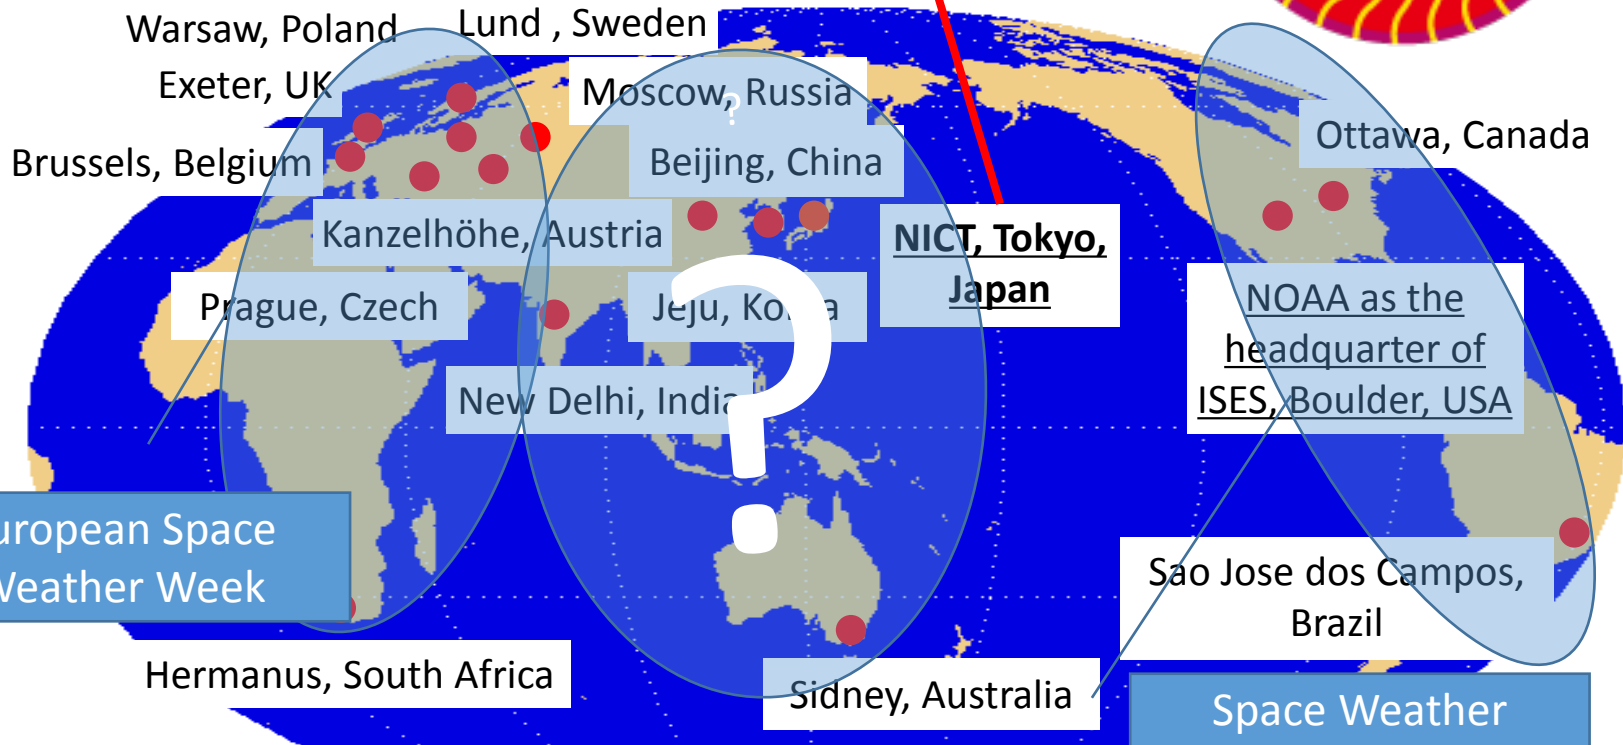 Warsaw, Poland
Lund , Sweden
Exeter, UK
Moscow, Russia
?
Ottawa, Canada
Brussels, Belgium
Beijing, China
Kanzelhöhe, Austria
NICT, Tokyo,
Japan
Prague, Czech
Jeju, Korea
?
NOAA as the
headquarter of
ISES, Boulder, USA
New Delhi, India
uropean Space
Weather Week
Sao Jose dos Campos,
Brazil
Hermanus, South Africa
Sidney, Australia
Space Weather